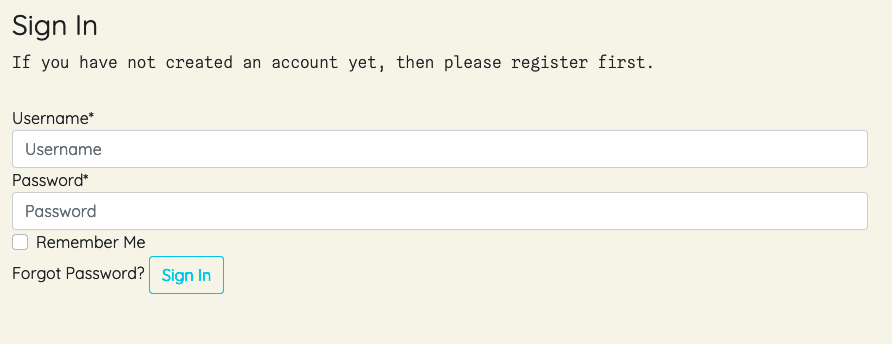 Sign In
If you have not created an account yet, then please register first.
Username*
Username
Password*
Password
Remember Me
Forgot Password? Sign In